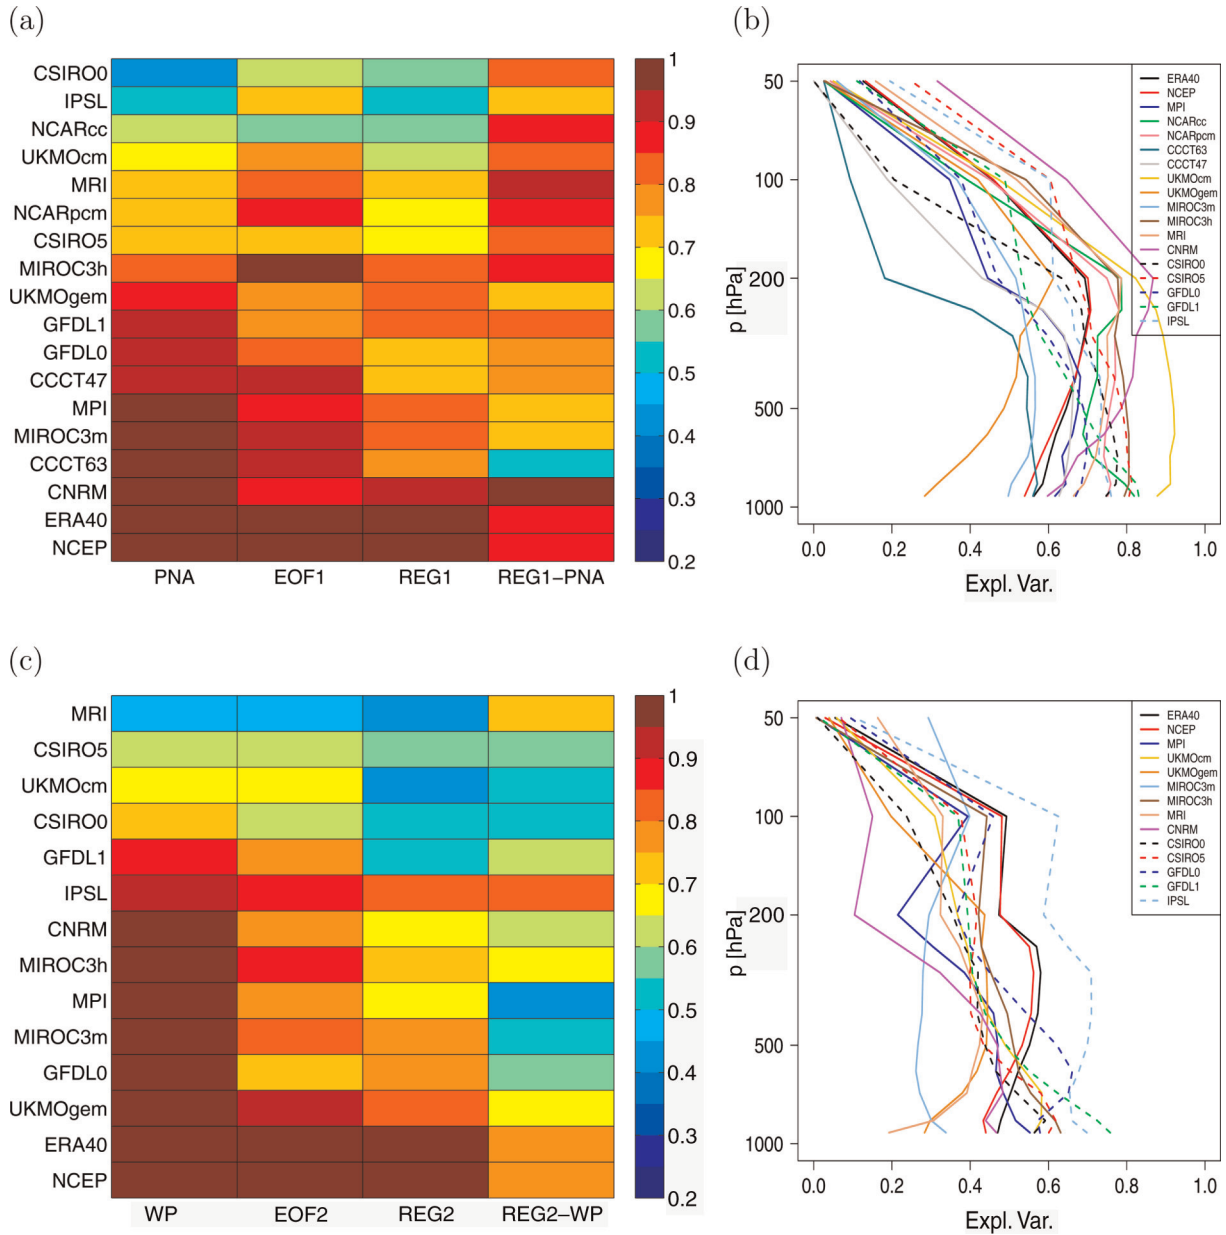 (a)
CSIRO0
IPSL
NCARcc
UKMOcm
MRI
NCARpcm
CSIRO5
MIROC3h
UKMOgem
GFDL1
GFDL0
CCCT47
MPI
MIROC3m
CCCT63
CNRM
ERA40
NCEP
PNA EOF1 REG1 REG1–PNA
1
0.9
0.8
0.7
0.6
0.5
0.4
0.3
0.2
(b)
p [hPa]
50
100
200
500
1000
0.0 0.2 0.4 0.6 0.8 1.0
Expl. Var.
ERA40
NCEP
MPI
NCARcc
NCARpcm
CCCT63
CCCT47
UKMOcm
UKMOgem
MIROC3m
MIROC3h
MRI
CNRM
CSIRO0
CSIRO5
GFDL0
GFDL1
IPSL
(c)
MRI
CSIRO5
UKMOcm
CSIRO0
GFDL1
IPSL
CNRM
MIROC3h
MPI
MIROC3m
GFDL0
UKMOgem
ERA40
NCEP
WP EOF2 REG2 REG2–WP
1
0.9
0.8
0.7
0.6
0.5
0.4
0.3
0.2
(d)
p [hPa]
50
100
200
500
1000
0.0 0.2 0.4 0.6 0.8 1.0
Expl. Var.
ERA40
NCEP
MPI
UKMOcm
UKMOgem
MIROC3m
MIROC3h
MRI
CNRM
CSIRO0
CSIRO5
GFDL0
GFDL1
IPSL